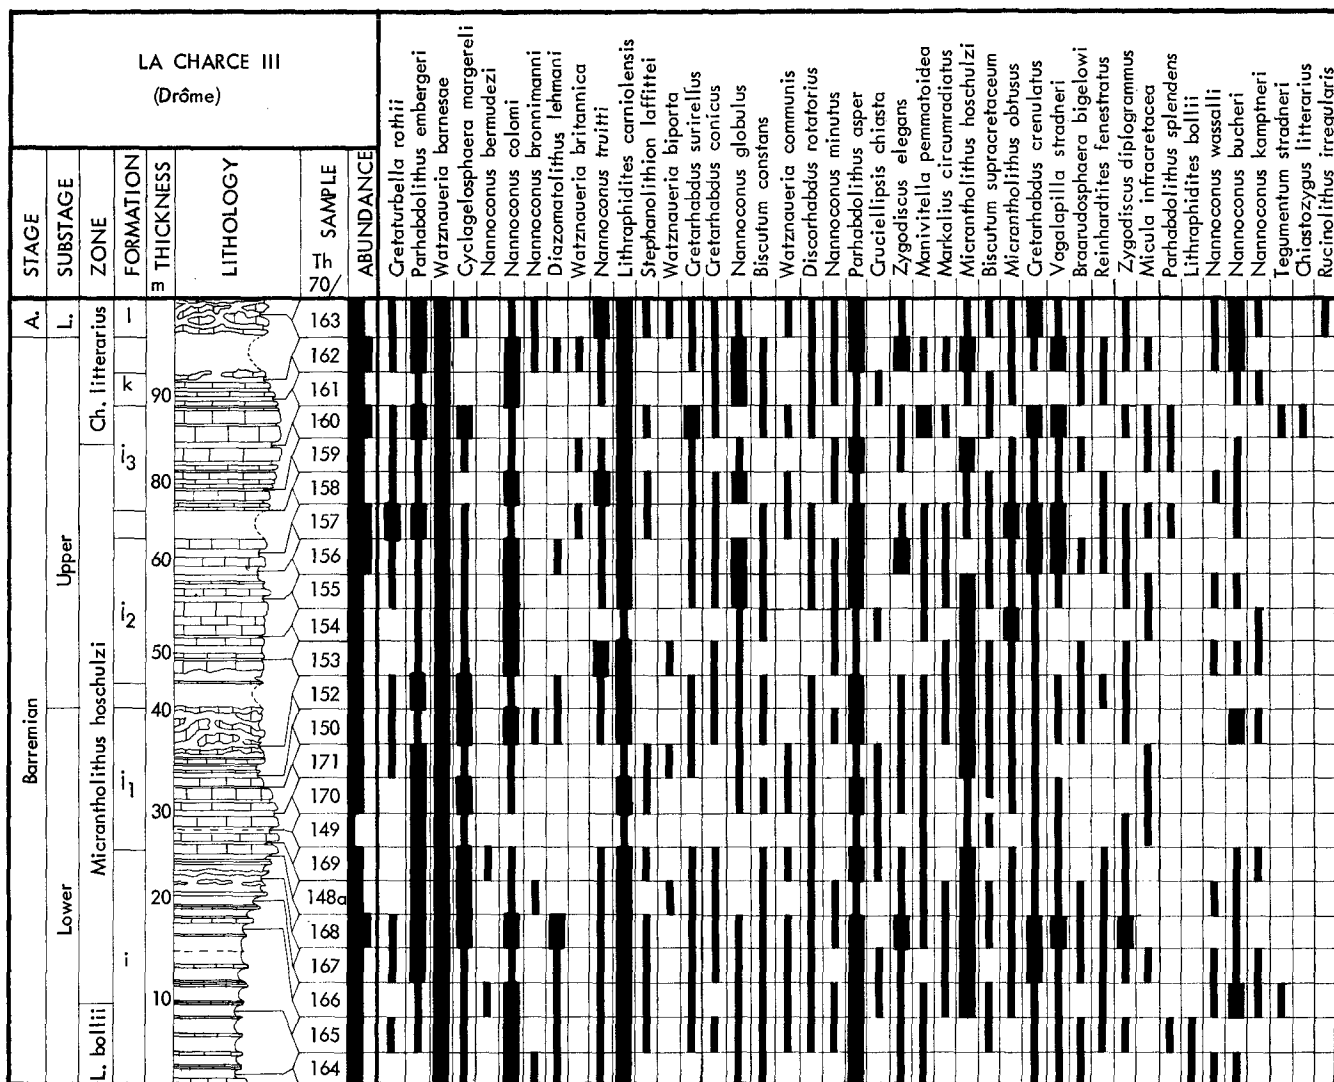 LA CHARCE III
(Drôme)
STAGE
SUBSTAGE
ZONE
FORMATION
THICKNESS
m
LITHOLOGY
SAMPLE
Th
70/
ABUNDANCE
Cretaturbella rothii
Parhabdolithus embergeri
Watznaueria barnesae
Cyclagelosphaera margereli
Nannoconus bermudezi
Nannoconus colomi
Nannoconus bronnimanni
Diazomatolithus lehmani
Watznaueria britannica
Nannoconus truitti
Lithraphidites carniolensis
Stephanolithion laffittei
Watznaueria biporta
Cretarhabdus surirellus
Cretarhabdus conicus
Nannoconus globulus
Biscutum constans
Watznaueria communis
Discorhabdus rotatorius
Nannoconus minutus
Parhabdolithus asper
Cruciellipsis chiasta
Zygodiscus elegans
Manivitella pemmatoidea
Markalius circumradiatus
Micrantholithus hoschulzi
Biscutum supracretaceum
Micrantholithus obtusus
Cretarhabdus crenulatus
Vagalapilla stradneri
Braarudosphaera bigelowi
Reinhardtites fenestratus
Zygodiscus diplogrammus
Micula infracretacea
Parhabdolithus splendens
Lithraphidites bollii
Nannoconus wassalli
Nannoconus bucheri
Nannoconus kamptneri
Tegumentum stradneri
Chiastozygus litterarius
Rucinolithus irregularis
A.
L.
Barremian
Upper
Lower
Ch. litterarius
Micrantholithus hoschulzi
L. bollii
l
k
i3
i2
i1
i
90
80
60
50
40
30
20
10
163
162
161
160
159
158
157
156
155
154
153
152
150
171
170
149
169
148a
168
167
166
165
164